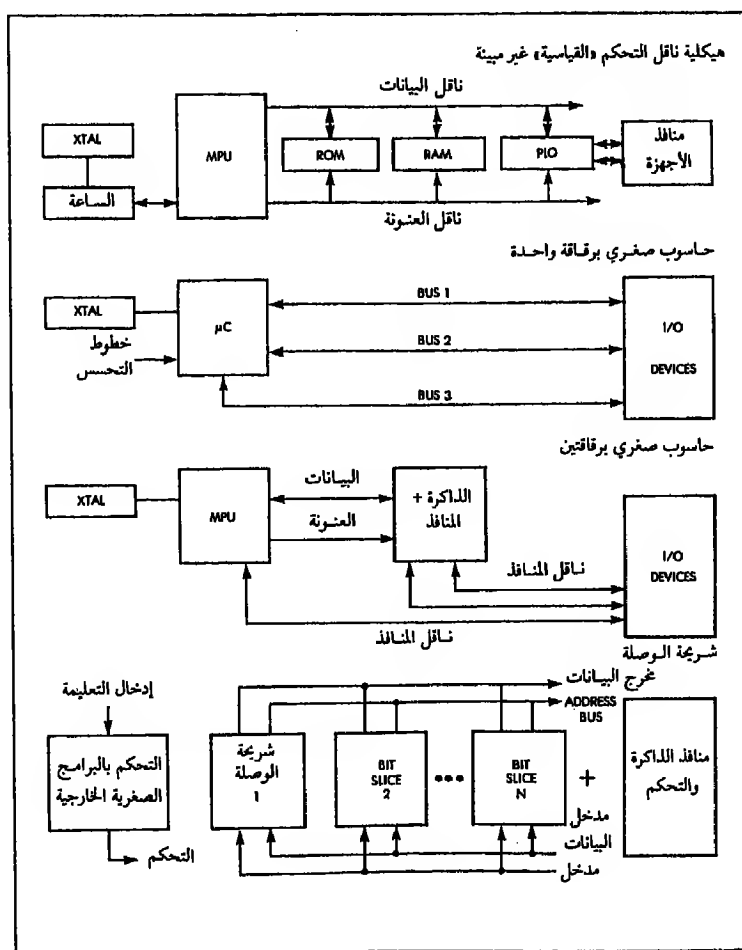 هيكلية ناقل التحكم «القياسية» غير مبينة
ناقل البيانات
XTAL
الساعة
MPU
ROM
RAM
PLO
منافذ
الأجهزة
ناقل العنونة
حاسوب صغري برقاقة واحدة
XTAL
خطوط
التحسس
µC
BUS 1
BUS 2
BUS 3
I/O
DEVICES
حاسوب صغري برقاقتين
XTAL
MPU
البيانات
العنونة
الذاكرة +
المنافذ
ناقل المنافذ
ناقل المنافذ
I/O
DEVICES
شريحة الوصلة
إدخال التعليمة
التحكم بالبرامج
الصغرية الخارجية
التحكم
شريحة
الوصلة
1
BIT
SLICE
2
•••
BIT
SLICE
N
مخرج البيانات
ADDRESS
BUS
+
مدخل
البيانات
مدخل
منافذ الذاكرة
والتحكم